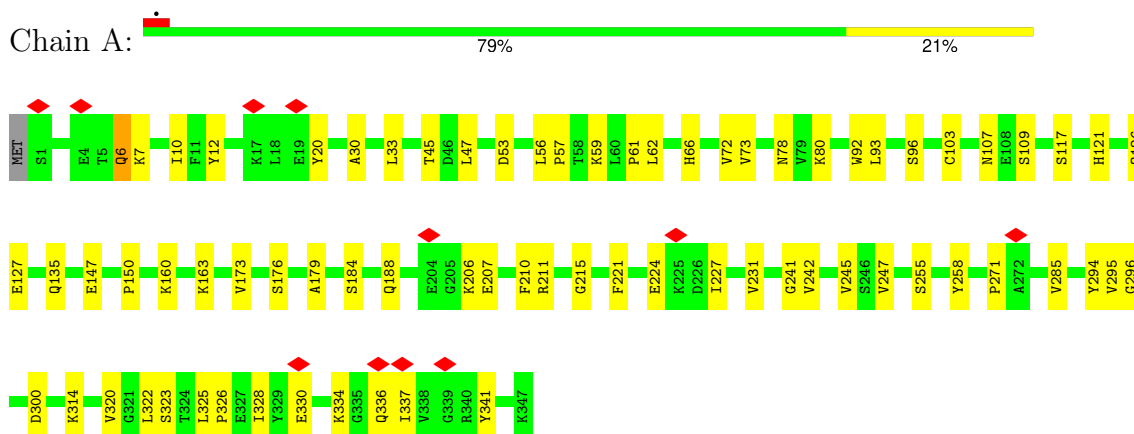 Chain A:
79% 21%
MET S1 E4 T5 Q6 K7 I10 F11 Y12 K17 L18 E19 Y20 A30 L33 T45 D46 L47 D53 L56 P57 T58 K59 L60 P61 L62 H66 V72 V73 N78 V79 K80 W92 L93 S96 C103 N107 E108 S109 S117 H121
E127 Q135 E147 P150 K160 K163 V173 S176 A179 S184 Q188 E204 G205 K206 E207 F210 R211 G215 F221 E224 K225 D226 I227 V231 G241 V242 V245 S246 V247 S255 Y258 P271 A272 V285 Y294 V295 G296
D300 K314 V320 G321 L322 S323 T324 L325 P326 E327 I328 Y329 E330 K334 G335 Q336 I337 V338 G339 R340 Y341 K347